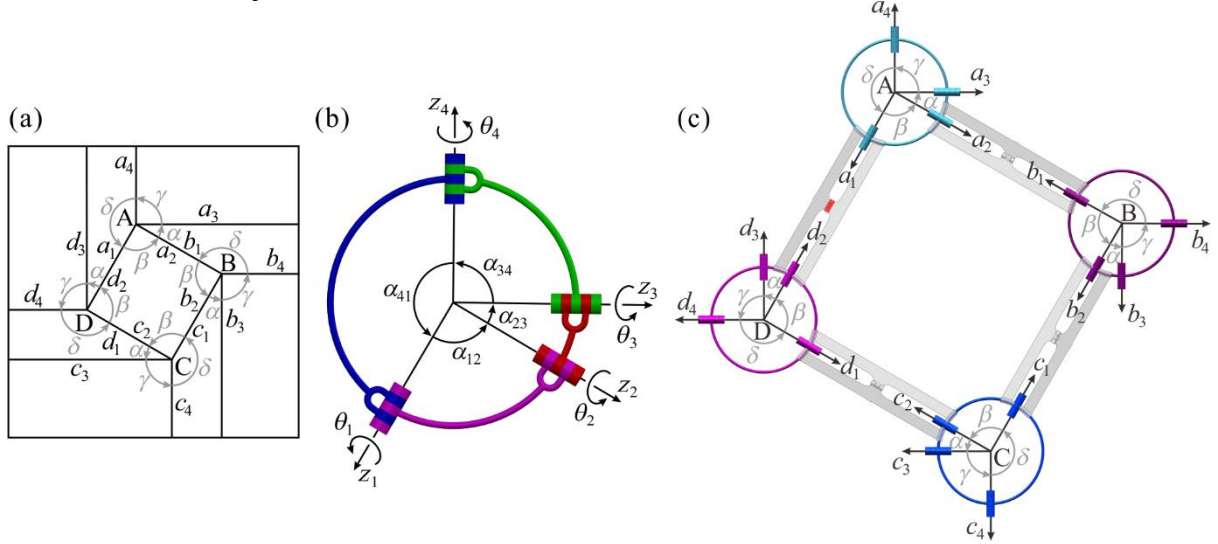 (a)
a₄
δ γ
A
a₃
a₁ α
a₂ β b₁
δ
d₃
B
b₄
β γ
b₂ α
α d₂
γ β
d₄
D
c₁
b₃
δ d₁ c₂ β
α C δ
c₃
γ
c₄
(b)
z₄
θ₄
α₃₄
α₄₁
z₃
α₂₃
θ₃
α₁₂
z₂
θ₁
θ₂
z₁
(c)
a₄
δ γ
A
a₃
α
β
a₂
a₁
b₁
δ
B
b₄
β γ
α
b₂
b₃
d₃
d₂
d₄
α
γ β
D
δ
d₁
c₁
c₂
β
α C δ
c₃
γ
c₄